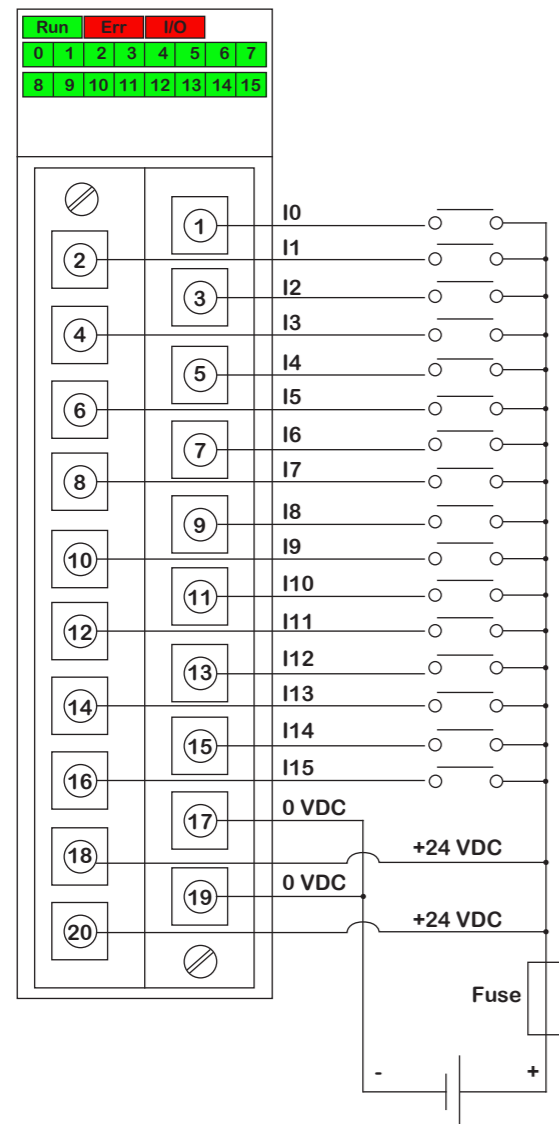 Run Err I/O
0 1 2 3 4 5 6 7
8 9 10 11 12 13 14 15
1 I0
2 I1
3 I2
4 I3
5 I4
6 I5
7 I6
8 I7
9 I8
10 I9
11 I10
12 I11
13 I12
14 I13
15 I14
16 I15
17 0 VDC
18 +24 VDC
19 0 VDC
20 +24 VDC
Fuse
- +